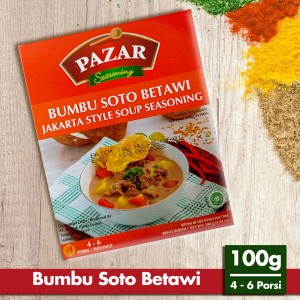 PAZAR
Seasoning
BUMBU SOTO BETAWI
JAKARTA STYLE SOUP SEASONING
4 - 6
100g
4 - 6 Porsi
Bumbu Soto Betawi